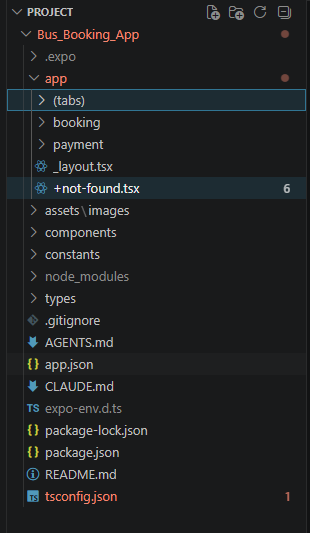 PROJECT
Bus_Booking_App
.expo
app
(tabs)
booking
payment
_layout.tsx
+not-found.tsx 6
assets\images
components
constants
node_modules
types
.gitignore
AGENTS.md
{} app.json
CLAUDE.md
TS expo-env.d.ts
{} package-lock.json
{} package.json
README.md
TS tsconfig.json 1